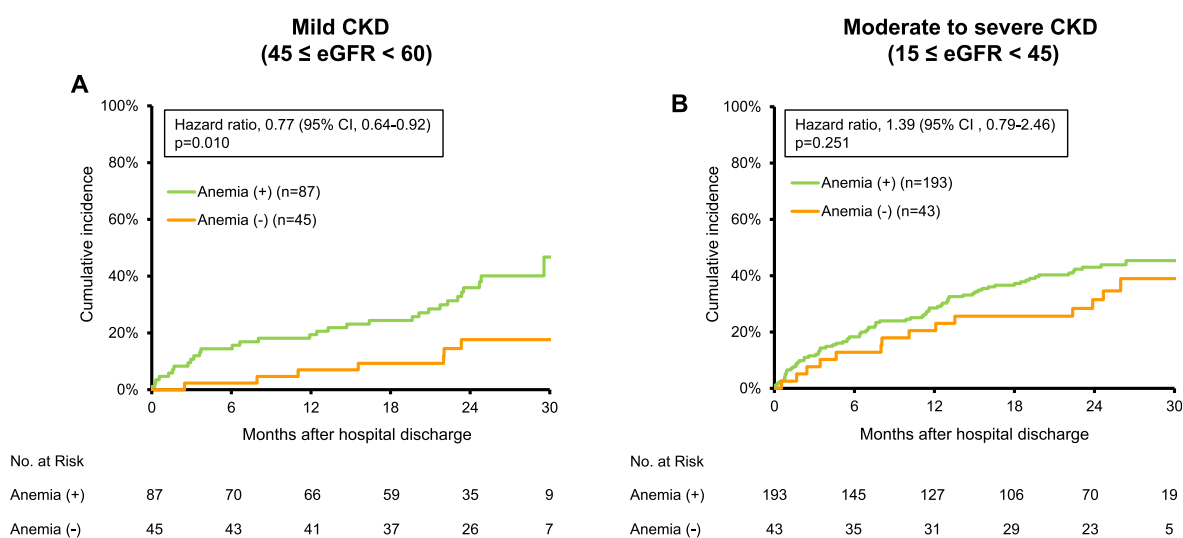 Mild CKD
(45 ≤ eGFR < 60)
A
100%
80%
60%
40%
20%
0%
Cumulative incidence
Hazard ratio, 0.77 (95% CI, 0.64-0.92)
p=0.010
Anemia (+) (n=87)
Anemia (-) (n=45)
0 6 12 18 24 30
Months after hospital discharge
No. at Risk
Anemia (+) 87 70 66 59 35 9
Anemia (-) 45 43 41 37 26 7
Moderate to severe CKD
(15 ≤ eGFR < 45)
B
100%
80%
60%
40%
20%
0%
Cumulative incidence
Hazard ratio, 1.39 (95% CI , 0.79-2.46)
p=0.251
Anemia (+) (n=193)
Anemia (-) (n=43)
0 6 12 18 24 30
Months after hospital discharge
No. at Risk
Anemia (+) 193 145 127 106 70 19
Anemia (-) 43 35 31 29 23 5